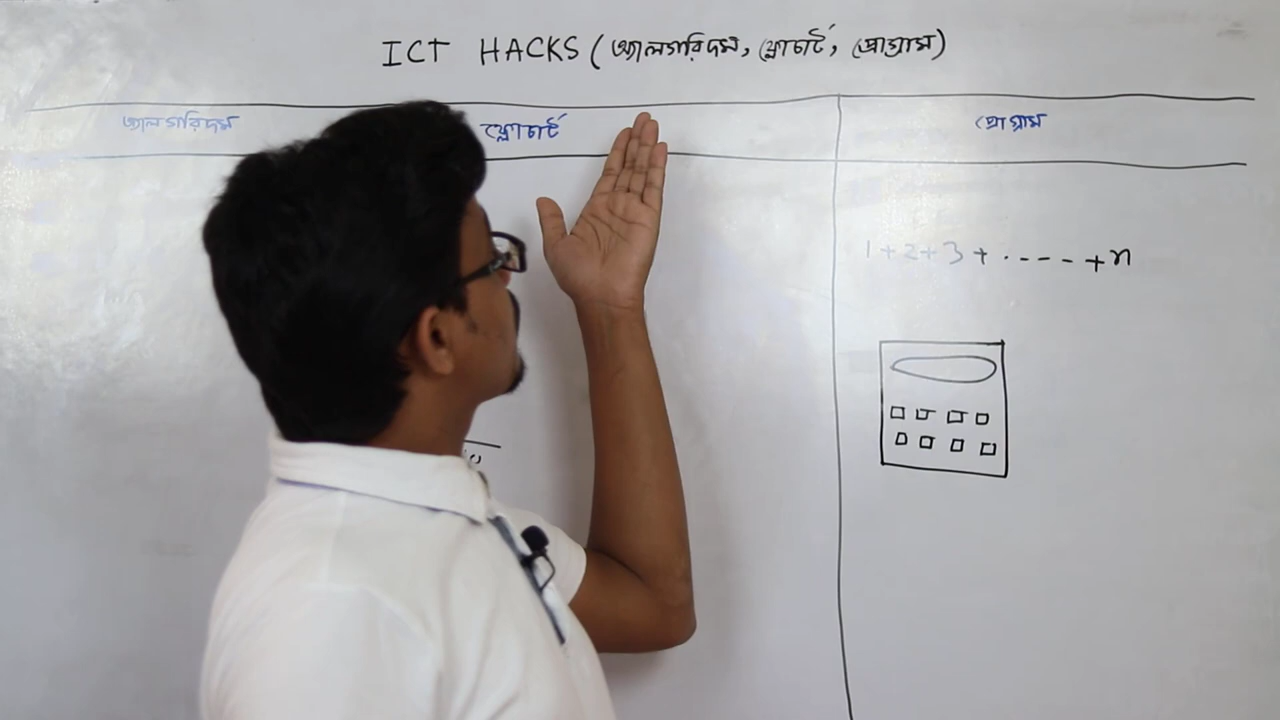 ICT HACKS (অ্যালগরিদম, ফ্লোচার্ট, প্রোগ্রাম)
অ্যালগরিদম ফ্লোচার্ট প্রোগ্রাম
1+2+3+.----+n